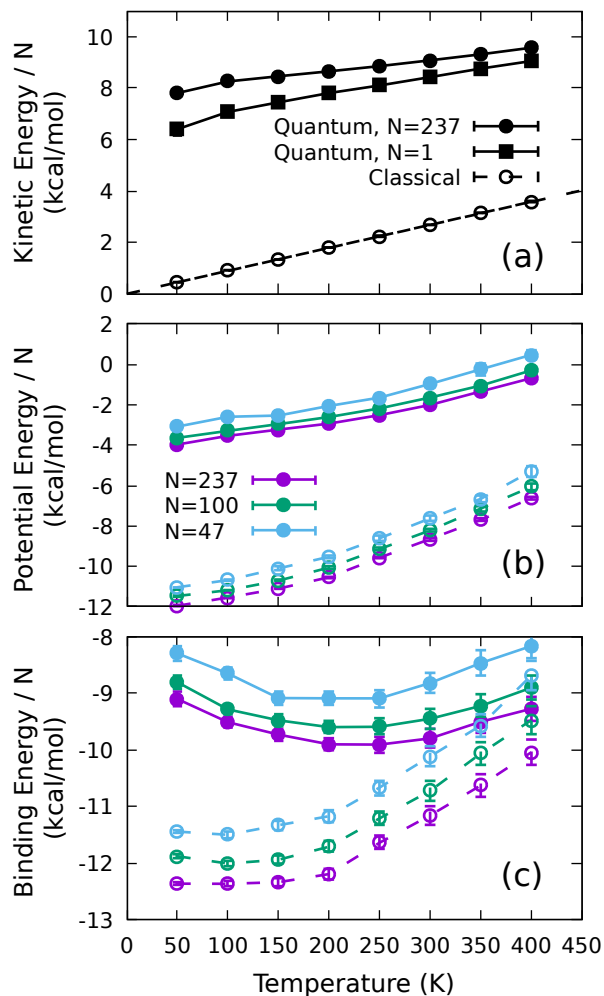 Kinetic Energy / N
(kcal/mol)
10
8
6
4
2
0
Quantum, N=237
Quantum, N=1
Classical
(a)
Potential Energy / N
(kcal/mol)
2
0
-2
-4
-6
-8
-10
-12
N=237
N=100
N=47
(b)
Binding Energy / N
(kcal/mol)
-8
-9
-10
-11
-12
-13
(c)
0 50 100 150 200 250 300 350 400 450
Temperature (K)